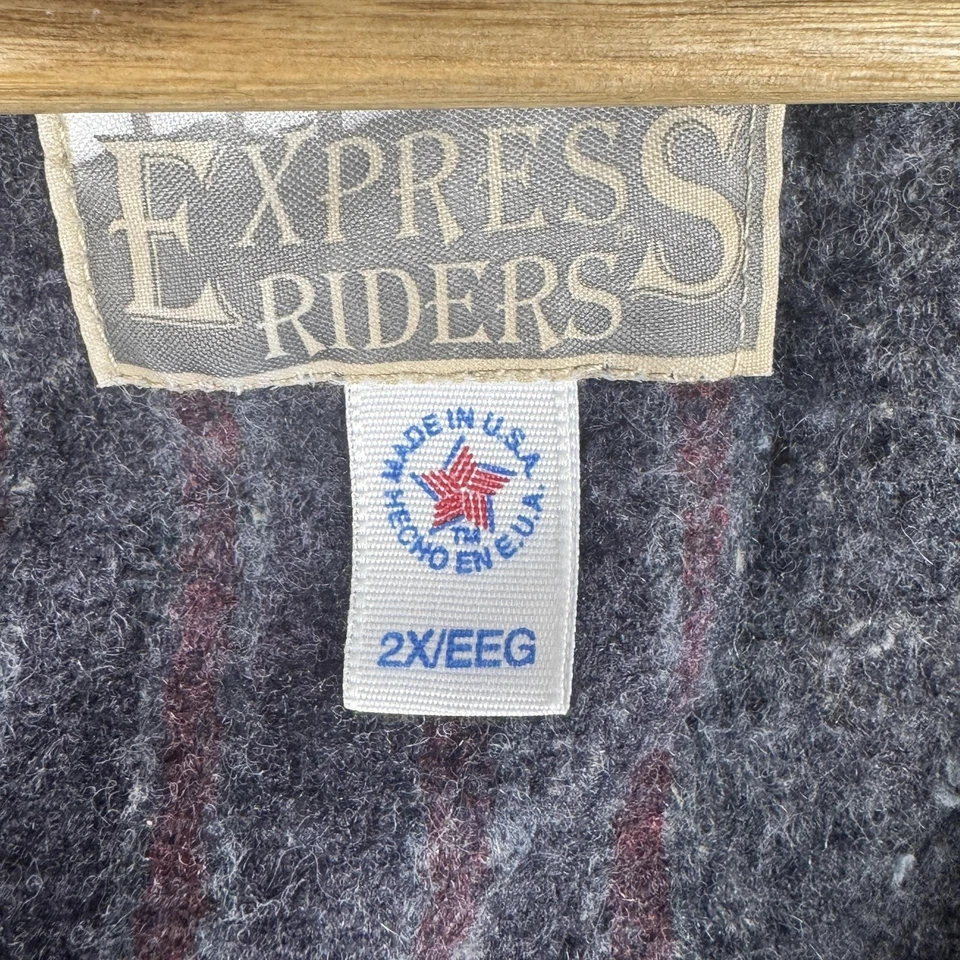 EXPRESS
RIDERS
MADE IN U.S.A.
HECHO EN E.U.A.
TM
2X/EEG